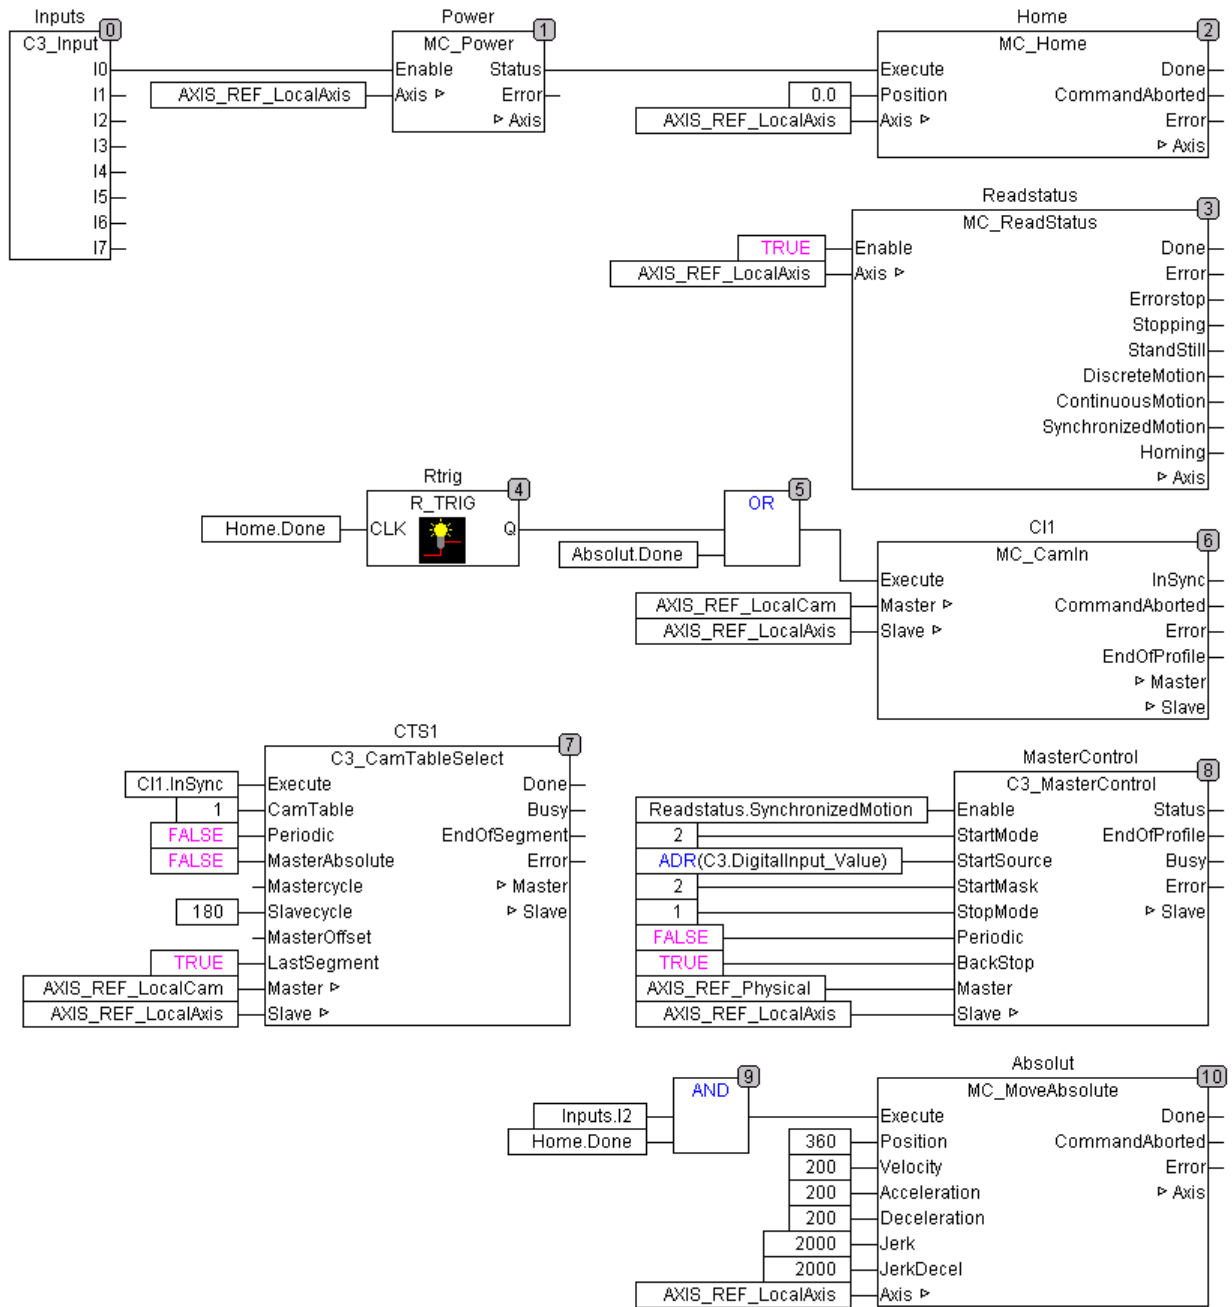 Inputs
0
C3_Input
I0
I1
I2
I3
I4
I5
I6
I7
Power
1
MC_Power
Enable Status
AXIS_REF_LocalAxis Axis Error
Axis
Home
2
MC_Home
Execute Done
0.0 Position CommandAborted
AXIS_REF_LocalAxis Axis Error
Axis
Readstatus
3
MC_ReadStatus
TRUE Enable Done
AXIS_REF_LocalAxis Axis Error
Errorstop
Stopping
StandStill
DiscreteMotion
ContinuousMotion
SynchronizedMotion
Homing
Axis
Rtrig
4
R_TRIG
Home.Done CLK Q
5
OR
Absolut.Done
CI1
6
MC_CamIn
Execute InSync
AXIS_REF_LocalCam Master CommandAborted
AXIS_REF_LocalAxis Slave Error
EndOfProfile
Master
Slave
CTS1
7
C3_CamTableSelect
CI1.InSync Execute Done
1 CamTable Busy
FALSE Periodic EndOfSegment
FALSE MasterAbsolute Error
Mastercycle Master
180 Slavecycle Slave
MasterOffset
TRUE LastSegment
AXIS_REF_LocalCam Master
AXIS_REF_LocalAxis Slave
MasterControl
8
C3_MasterControl
Readstatus.SynchronizedMotion Enable Status
2 StartMode EndOfProfile
ADR(C3.DigitalInput_Value) StartSource Busy
2 StartMask Error
1 StopMode Slave
FALSE Periodic
TRUE BackStop
AXIS_REF_Physical Master
AXIS_REF_LocalAxis Slave
9
AND
Inputs.I2
Home.Done
Absolut
10
MC_MoveAbsolute
Execute Done
360 Position CommandAborted
200 Velocity Error
200 Acceleration Axis
200 Deceleration
2000 Jerk
2000 JerkDecel
AXIS_REF_LocalAxis Axis